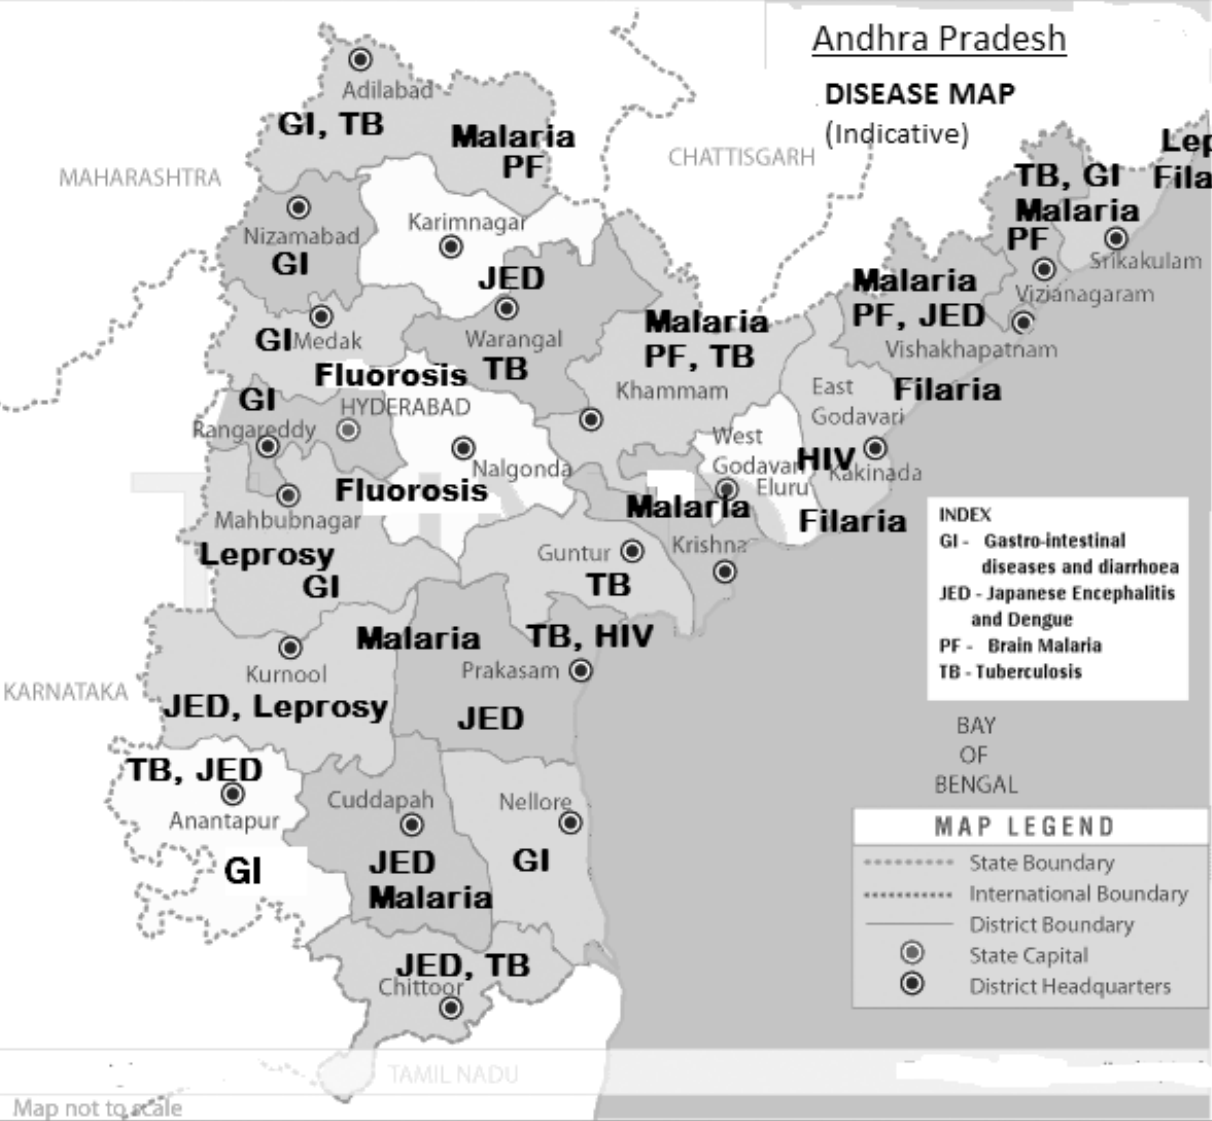 Andhra Pradesh
DISEASE MAP
(Indicative)
Adilabad
GI, TB
Malaria
PF
MAHARASHTRA
CHATTISGARH
Lep
Fila
TB, GI
Malaria
PF
Srikakulam
Vizianagaram
Karimnagar
Nizamabad
GI
JED
Warangal
TB
Malaria
PF, JED
Vishakhapatnam
Filaria
GI Medak
Fluorosis
Malaria
PF, TB
Khammam
East
Godavari
HIV
Kakinada
Filaria
GI
HYDERABAD
Rangareddy
Nalgonda
Fluorosis
West
Godavari
Eluru
Malaria
Krishna
Mahbubnagar
Leprosy
GI
Guntur
TB
INDEX
GI - Gastro-intestinal
diseases and diarrhoea
JED - Japanese Encephalitis
and Dengue
PF - Brain Malaria
TB - Tuberculosis
Malaria
TB, HIV
Kurnool
Prakasam
KARNATAKA
JED, Leprosy
JED
BAY
OF
BENGAL
TB, JED
Anantapur
GI
Cuddapah
JED
Malaria
Nellore
GI
JED, TB
Chittoor
MAP LEGEND
State Boundary
International Boundary
District Boundary
State Capital
District Headquarters
TAMIL NADU
Map not to scale